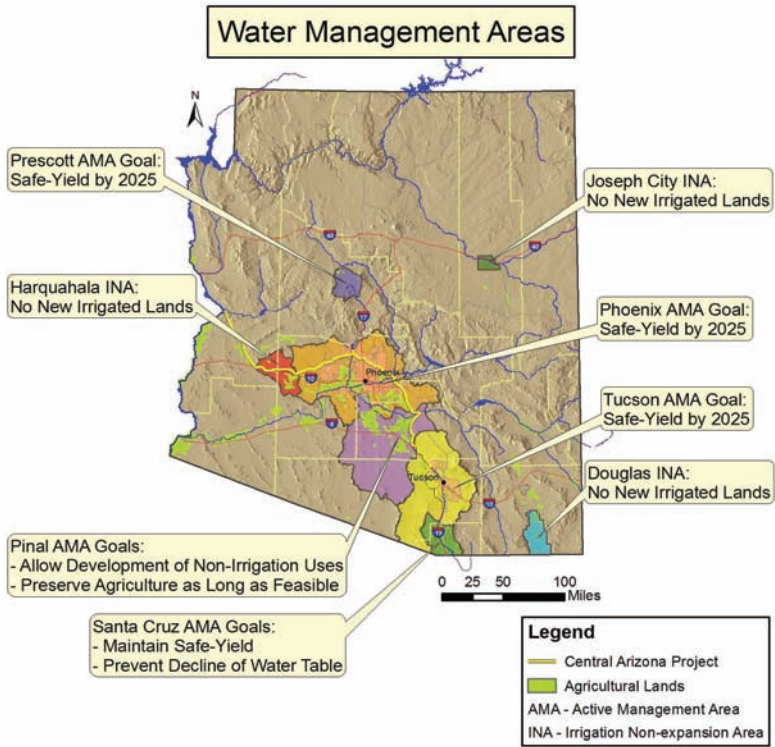 Water Management Areas
N
Prescott AMA Goal:
Safe-Yield by 2025
Joseph City INA:
No New Irrigated Lands
Harquahala INA:
No New Irrigated Lands
Phoenix AMA Goal:
Safe-Yield by 2025
Phoenix
Tucson AMA Goal:
Safe-Yield by 2025
Tucson
Douglas INA:
No New Irrigated Lands
Pinal AMA Goals:
- Allow Development of Non-Irrigation Uses
- Preserve Agriculture as Long as Feasible
0 25 50 100
Miles
Santa Cruz AMA Goals:
- Maintain Safe-Yield
- Prevent Decline of Water Table
Legend
Central Arizona Project
Agricultural Lands
AMA - Active Management Area
INA - Irrigation Non-expansion Area